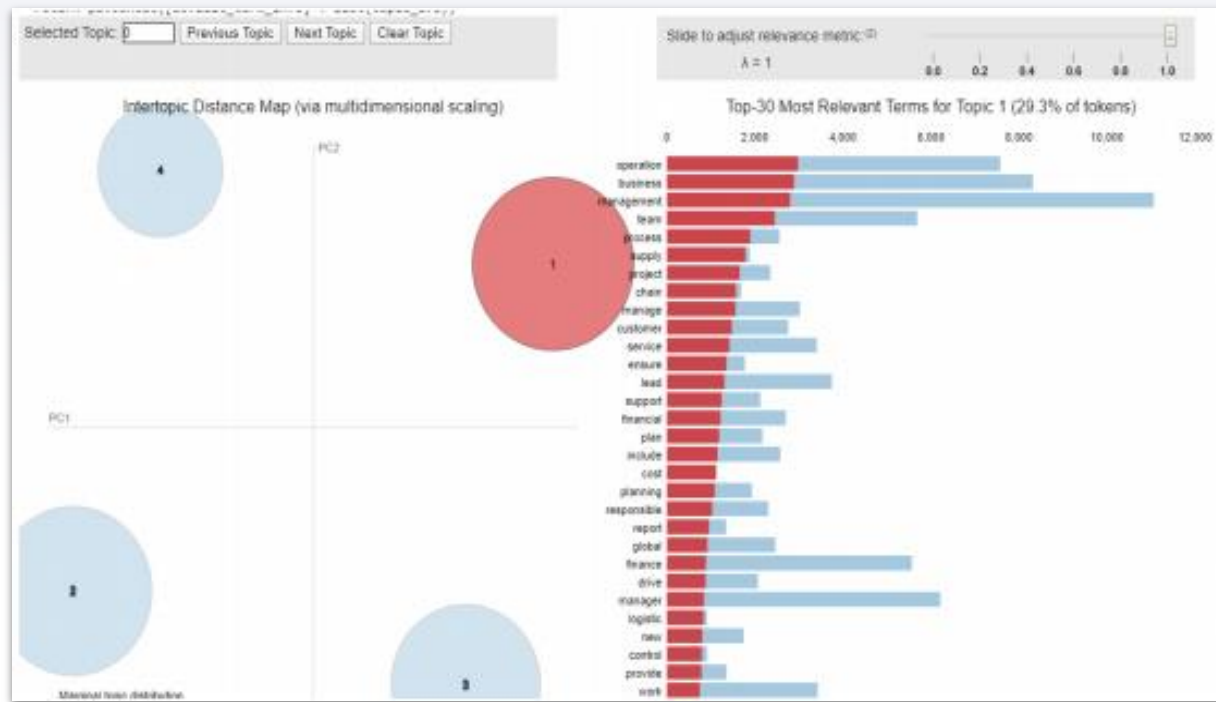 Selected Topic: 0 Previous Topic Next Topic Clear Topic
Slide to adjust relevance metric:(2)
λ = 1
0.0 0.2 0.4 0.6 0.8 1.0
Intertopic Distance Map (via multidimensional scaling)
PC2
PC1
4
1
3
Top-30 Most Relevant Terms for Topic 1 (29.3% of tokens)
0 2,000 4,000 6,000 8,000 10,000 12,000
operation
business
management
team
process
supply
project
chain
manage
customer
service
ensure
lead
support
financial
plan
include
cost
planning
responsible
report
global
finance
drive
manager
logistic
new
control
provide
work